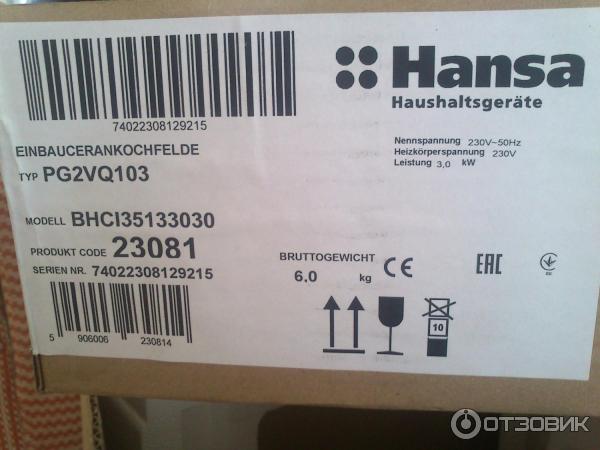 Hansa
Haushaltsgeräte
74022308129215
Nennspannung 230V~50Hz
Heizkörperspannung 230V
Leistung 3,0 kW
EINBAUCERANKOCHFELDE
TYP PG2VQ103
MODELL BHCI35133030
PRODUKT CODE 23081
SERIEN NR. 74022308129215
BRUTTOGEWICHT
6,0 kg
CE
EAC
10
5 906006 230814
ОТЗОВИК